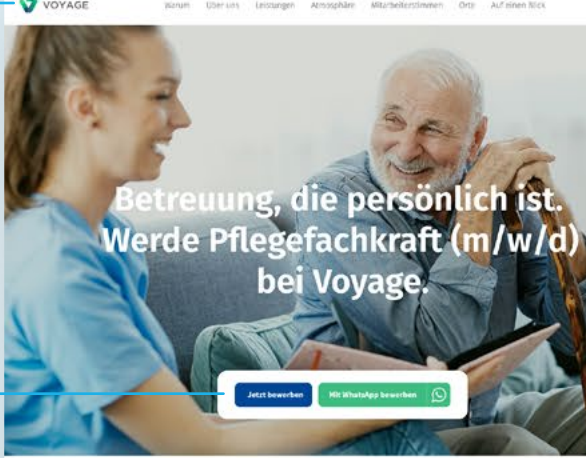 VOYAGE
Warum Über uns Leistungen Atmosphäre Mitarbeiterstimmen Orte Auf einen Blick
Betreuung, die persönlich ist.
Werde Pflegefachkraft (m/w/d)
bei Voyage.
Jetzt bewerben Mit WhatsApp bewerben